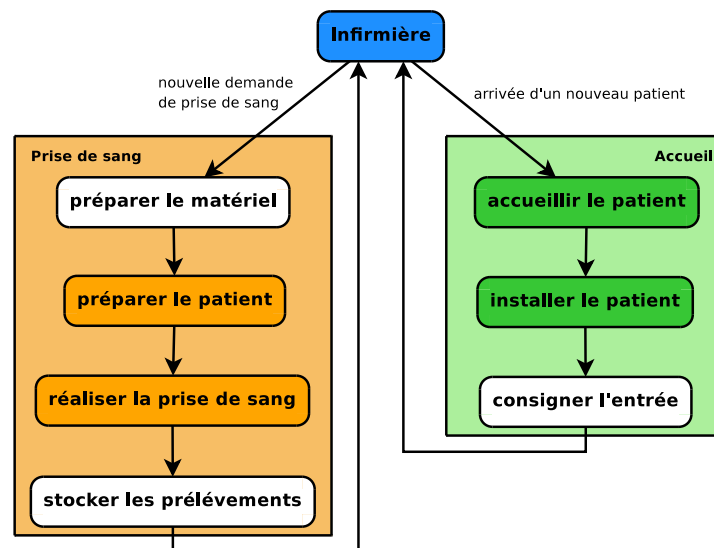 Infirmière
nouvelle demande
de prise de sang
arrivée d'un nouveau patient
Prise de sang
préparer le matériel
préparer le patient
réaliser la prise de sang
stocker les prélévements
Accueil
accueillir le patient
installer le patient
consigner l'entrée